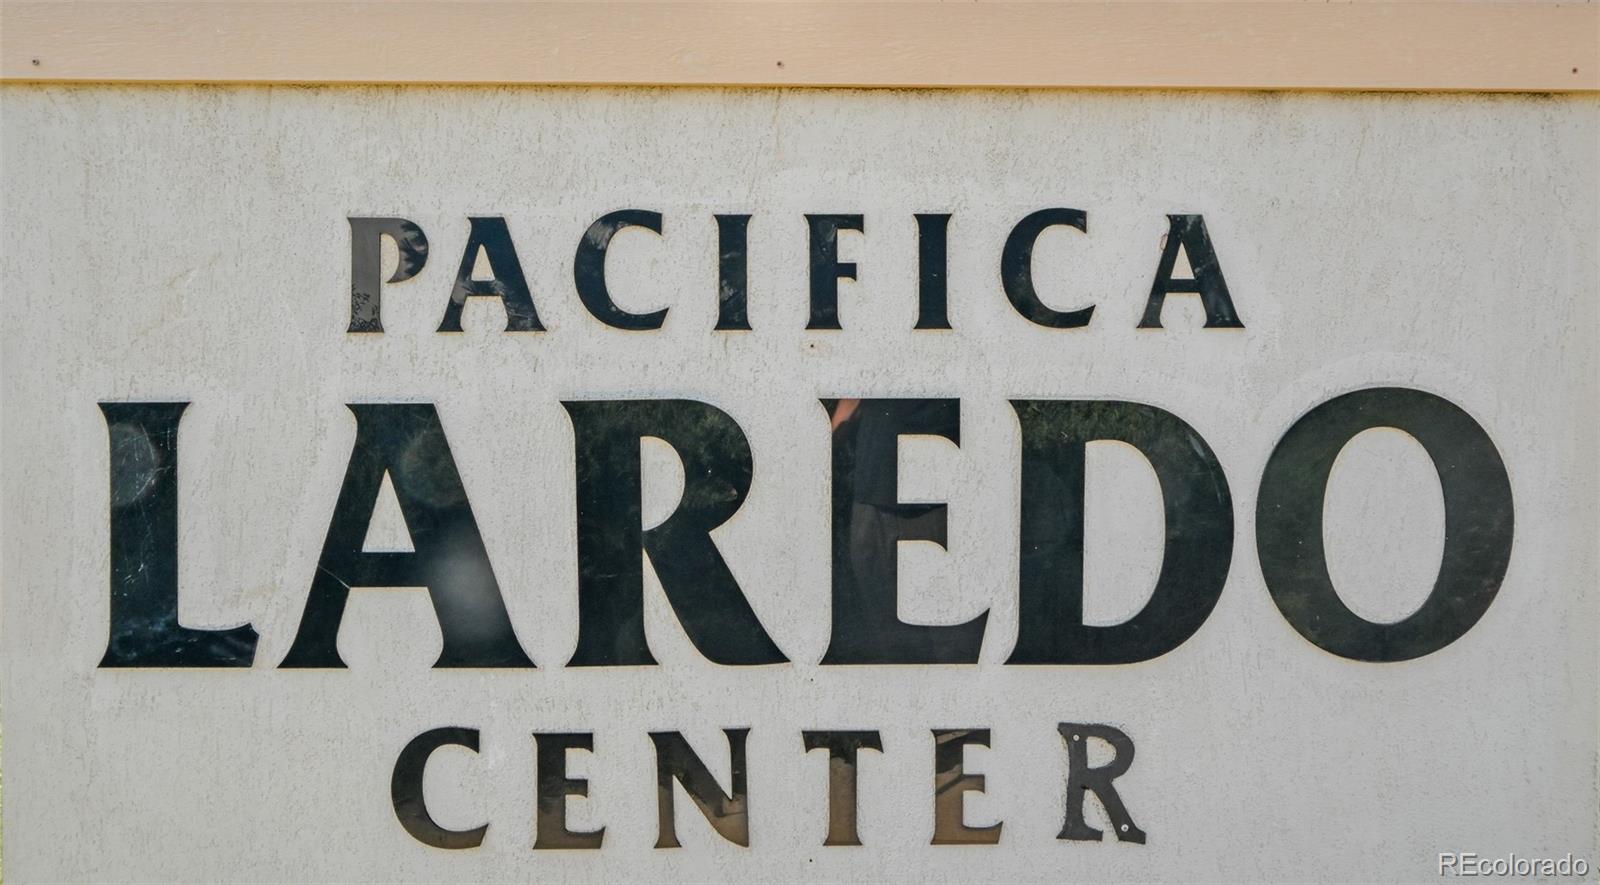 PACIFICA
LAREDO
CENTER
REcolorado